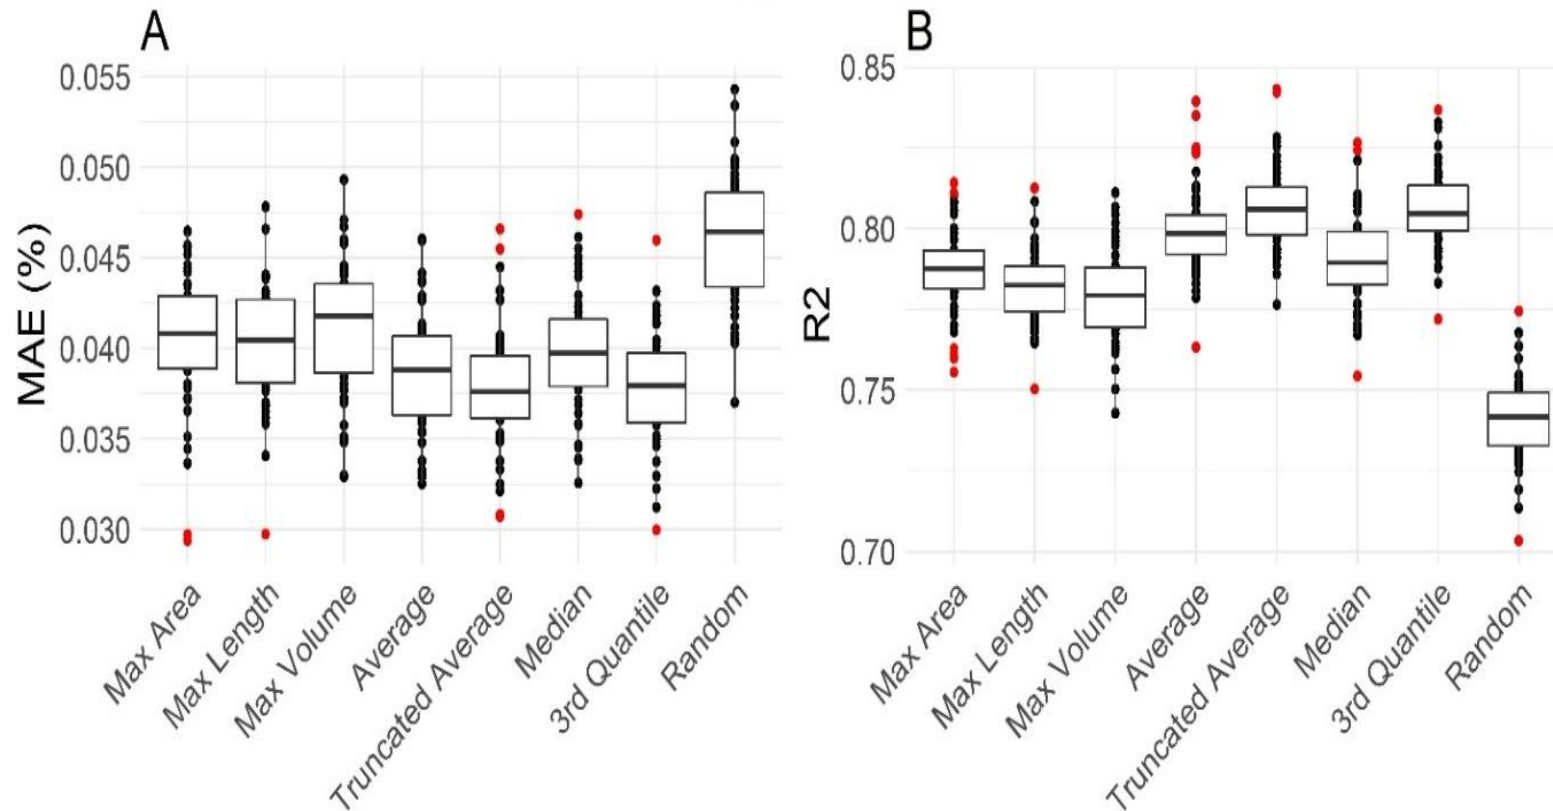 A
0.055
0.050
0.045
0.040
0.035
0.030
MAE (%)
Max Area
Max Length
Max Volume
Average
Truncated Average
Median
3rd Quantile
Random
B
0.85
0.80
0.75
0.70
R2
Max Area
Max Length
Max Volume
Average
Truncated Average
Median
3rd Quantile
Random